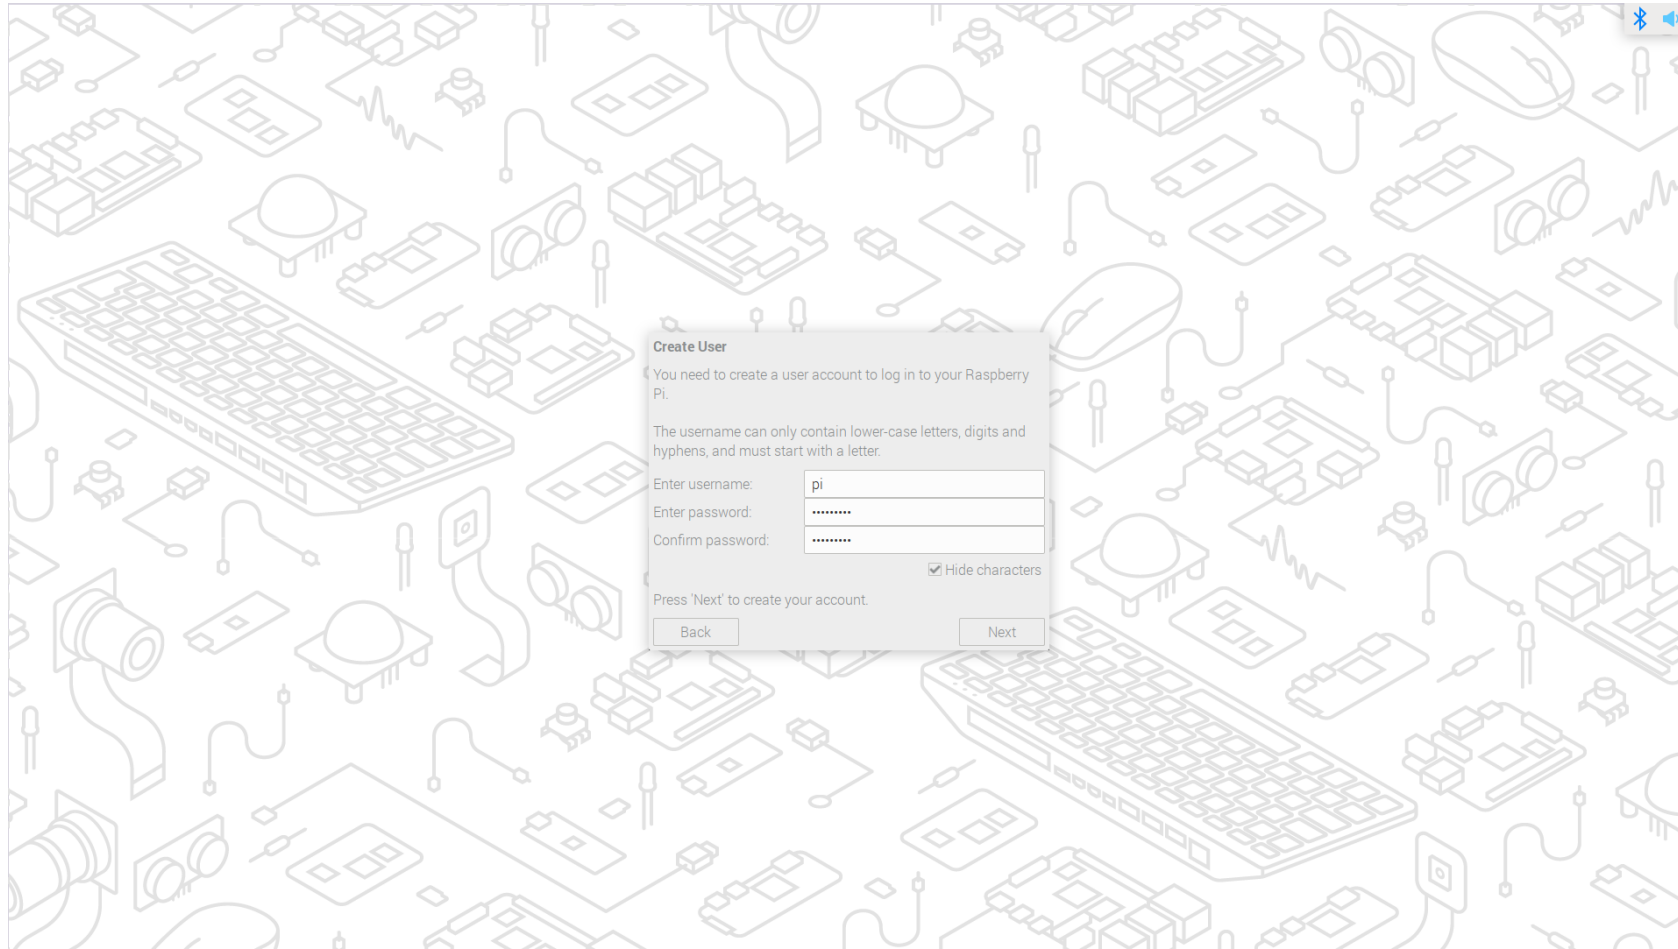 Create User
You need to create a user account to log in to your Raspberry
Pi.
The username can only contain lower-case letters, digits and
hyphens, and must start with a letter.
Enter username: pi
Enter password: •••••••••
Confirm password: •••••••••
Hide characters
Press 'Next' to create your account.
Back Next